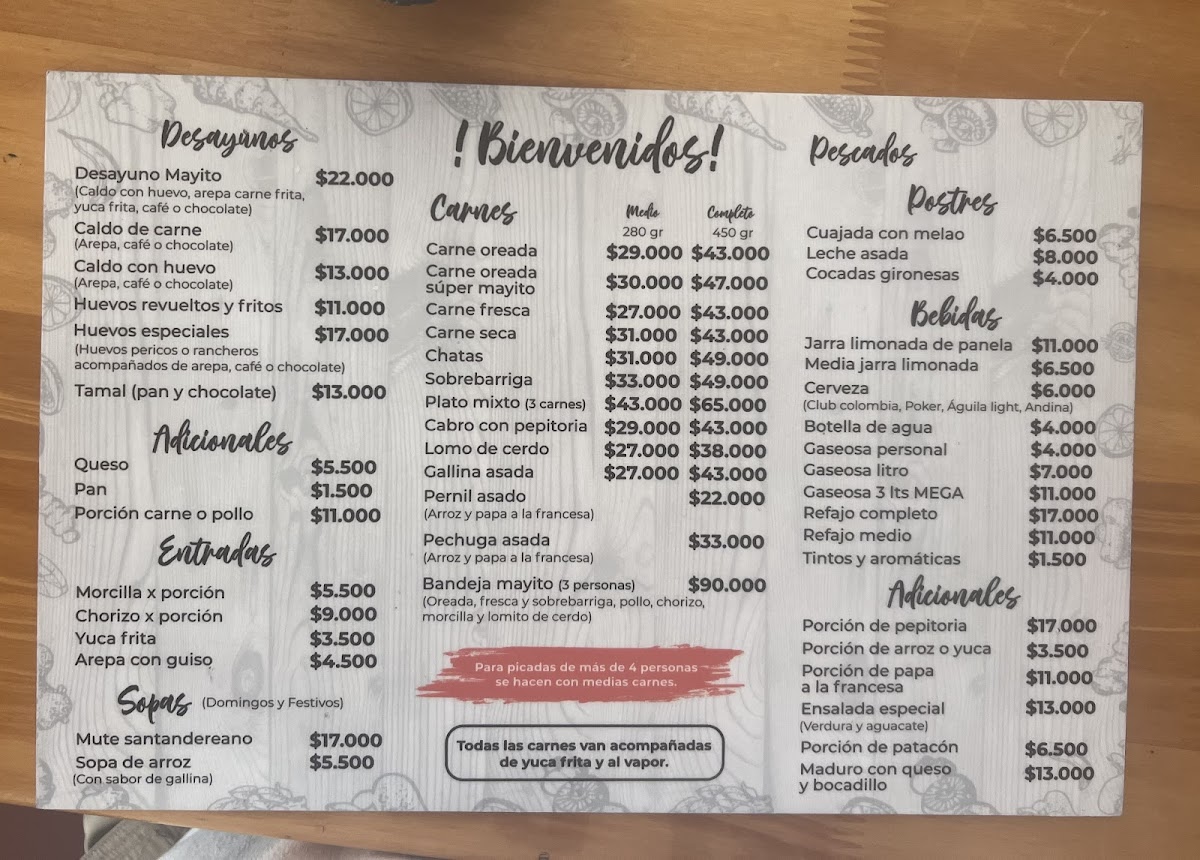 Desayunos
Desayuno Mayito $22.000
(Caldo con huevo, arepa carne frita,
yuca frita, café o chocolate)
Caldo de carne $17.000
(Arepa, café o chocolate)
Caldo con huevo $13.000
(Arepa, café o chocolate)
Huevos revueltos y fritos $11.000
Huevos especiales $17.000
(Huevos pericos o rancheros
acompañados de arepa, café o chocolate)
Tamal (pan y chocolate) $13.000
Adicionales
Queso $5.500
Pan $1.500
Porción carne o pollo $11.000
Entradas
Morcilla x porción $5.500
Chorizo x porción $9.000
Yuca frita $3.500
Arepa con guiso $4.500
Sopas (Domingos y Festivos)
Mute santandereano $17.000
Sopa de arroz $5.500
(Con sabor de gallina)
!Bienvenidos!
Carnes Medio Completo
280 gr 450 gr
Carne oreada $29.000 $43.000
Carne oreada
súper mayito $30.000 $47.000
Carne fresca $27.000 $43.000
Carne seca $31.000 $43.000
Chatas $31.000 $49.000
Sobrebarriga $33.000 $49.000
Plato mixto (3 carnes) $43.000 $65.000
Cabro con pepitoria $29.000 $43.000
Lomo de cerdo $27.000 $38.000
Gallina asada $27.000 $43.000
Pernil asado $22.000
(Arroz y papa a la francesa)
Pechuga asada $33.000
(Arroz y papa a la francesa)
Bandeja mayito (3 personas) $90.000
(Oreada, fresca y sobrebarriga, pollo, chorizo,
morcilla y lomito de cerdo)
Para picadas de más de 4 personas
se hacen con medias carnes.
Todas las carnes van acompañadas
de yuca frita y al vapor.
Pescados
Postres
Cuajada con melao $6.500
Leche asada $8.000
Cocadas gironesas $4.000
Bebidas
Jarra limonada de panela $11.000
Media jarra limonada $6.500
Cerveza $6.000
(Club colombia, Poker, Águila light, Andina)
Botella de agua $4.000
Gaseosa personal $4.000
Gaseosa litro $7.000
Gaseosa 3 lts MEGA $11.000
Refajo completo $17.000
Refajo medio $11.000
Tintos y aromáticas $1.500
Adicionales
Porción de pepitoria $17.000
Porción de arroz o yuca $3.500
Porción de papa
a la francesa $11.000
Ensalada especial $13.000
(Verdura y aguacate)
Porción de patacón $6.500
Maduro con queso $13.000
y bocadillo